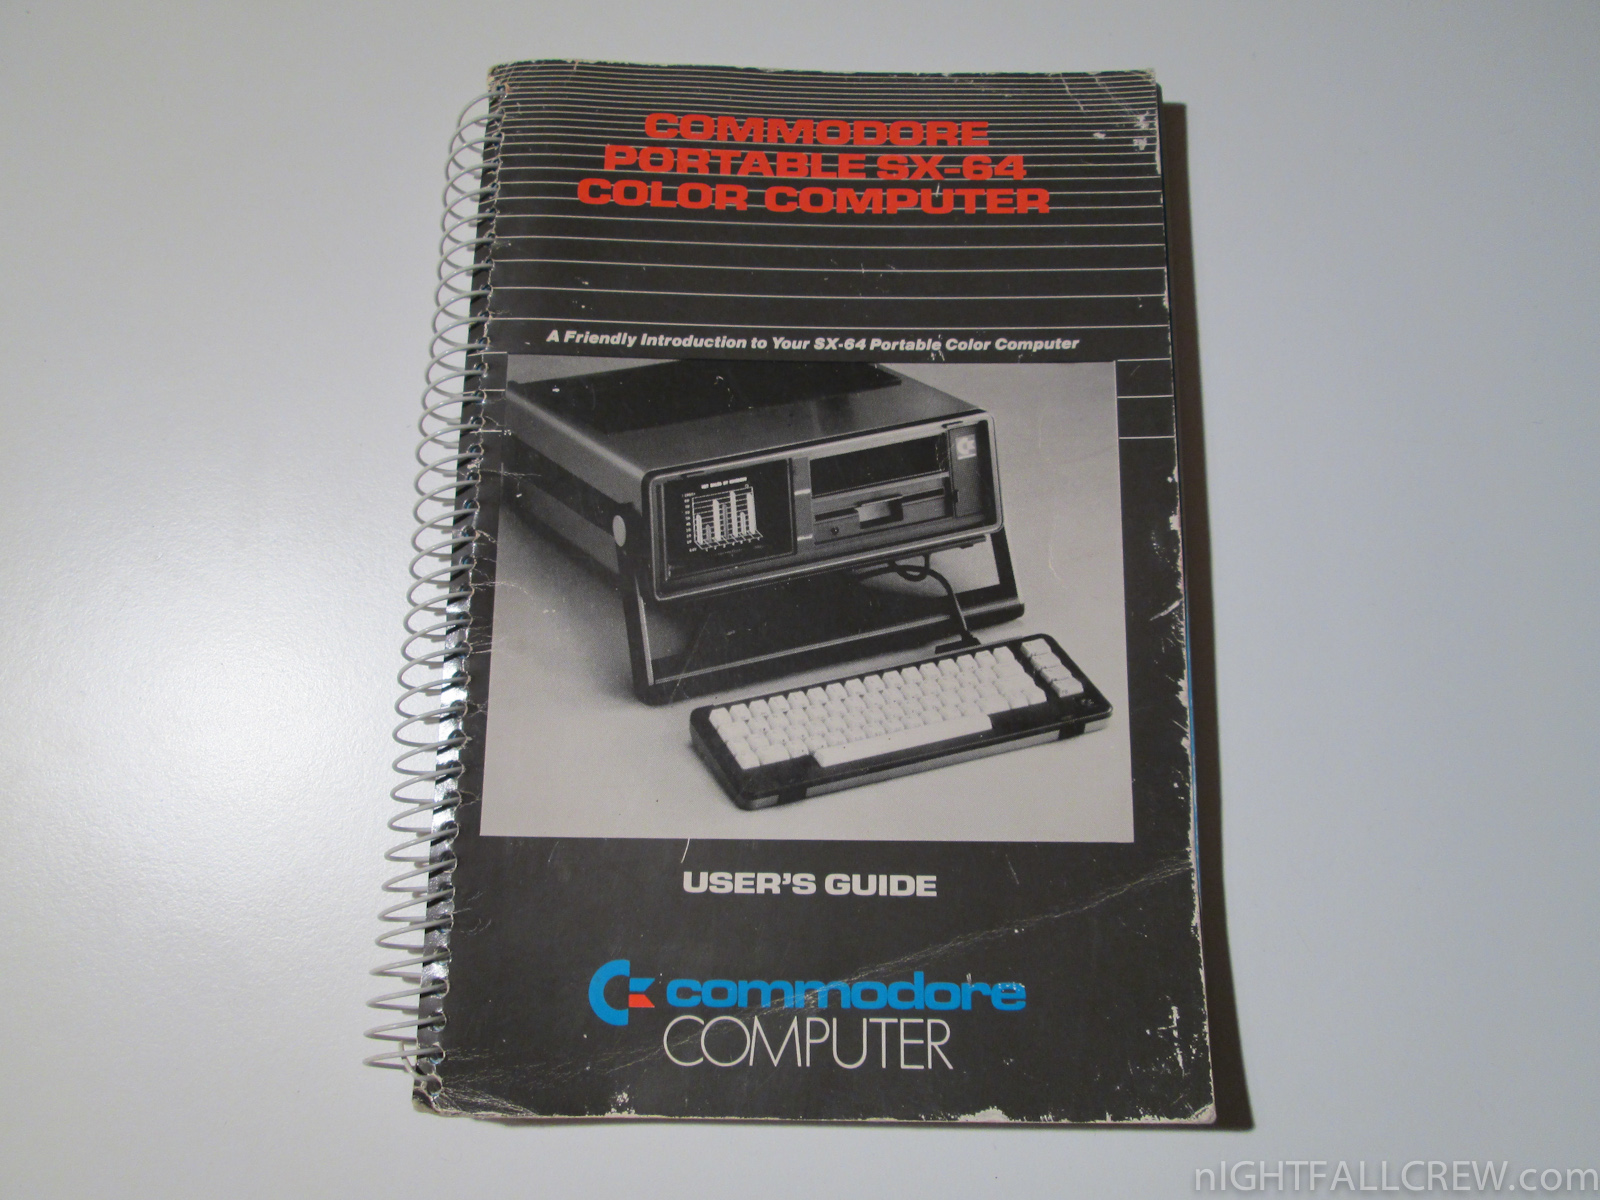 COMMODORE
PORTABLE SX-64
COLOR COMPUTER
A Friendly Introduction to Your SX-64 Portable Color Computer
USER'S GUIDE
commodore
COMPUTER
nIGHTFALLCREW.com